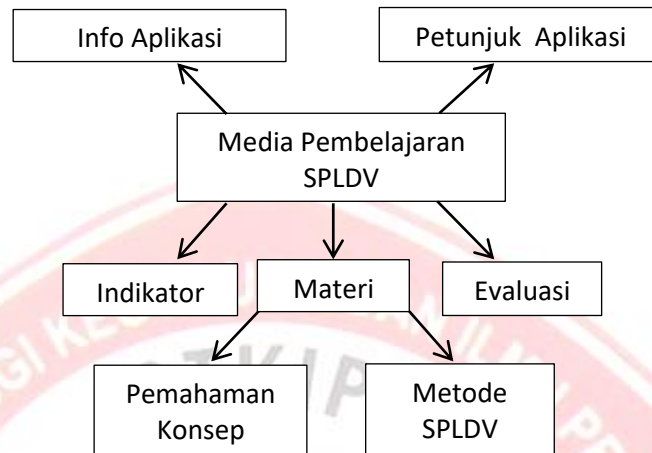 Info Aplikasi
Petunjuk Aplikasi
Media Pembelajaran
SPLDV
Indikator
Materi
Evaluasi
Pemahaman
Konsep
Metode
SPLDV